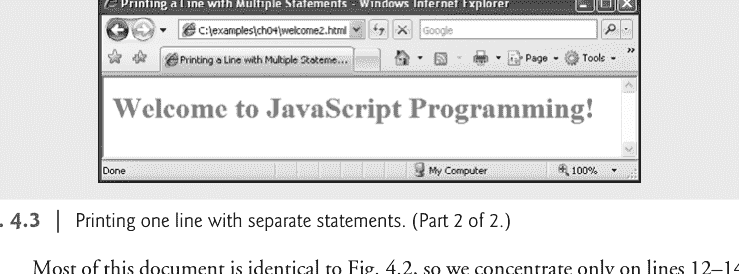 Printing a Line with Multiple Statements - Windows Internet Explorer
C:\examples\ch04\welcome2.html
Google
Printing a Line with Multiple Stateme...
Page
Tools
»
Welcome to JavaScript Programming!
Done
My Computer
100%
. 4.3 | Printing one line with separate statements. (Part 2 of 2.)
Most of this document is identical to Fig. 4.2, so we concentrate only on lines 12–14